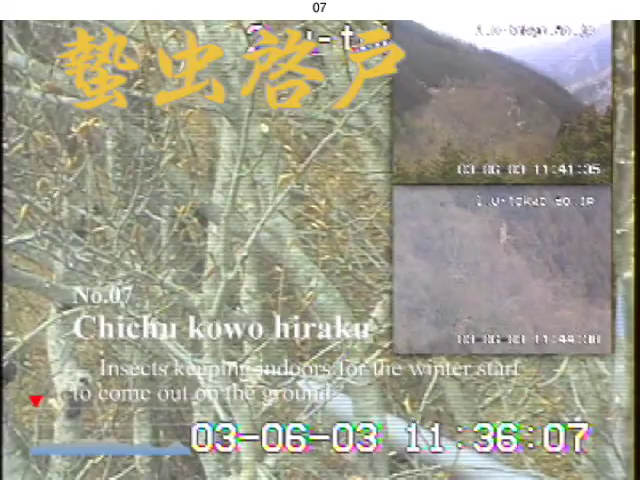 07
蟄虫啓戸
03-06-03 11:41:35
03-06-03 11:44:00
No.07
Chichu kowo hiraku
Insects keeping indoors for the winter start
to come out on the ground.
03-06-03 11:36:07